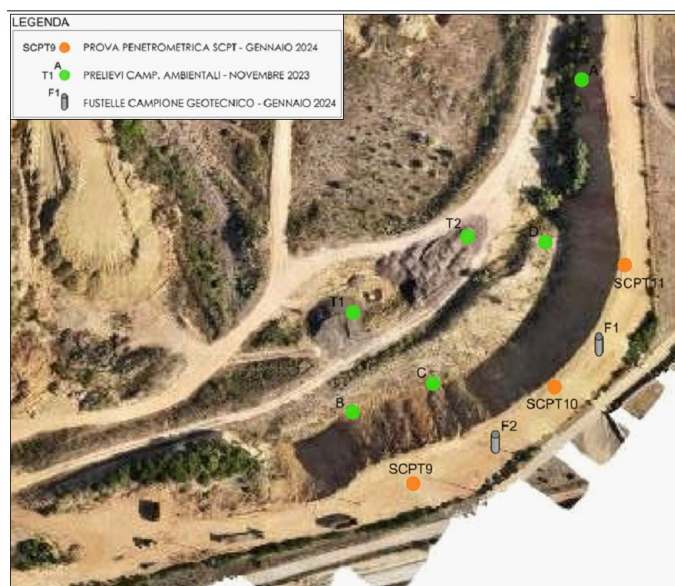 LEGENDA
SCPT9 PROVA PENETROMETRICA SCPT - GENNAIO 2024
A
T1 PRELIEVI CAMP. AMBIENTALI - NOVEMBRE 2023
F1
FUSTELLE CAMPIONE GEOTECNICO - GENNAIO 2024
A
T2
D
SCPT11
T1
F1
C
SCPT10
B
F2
SCPT9